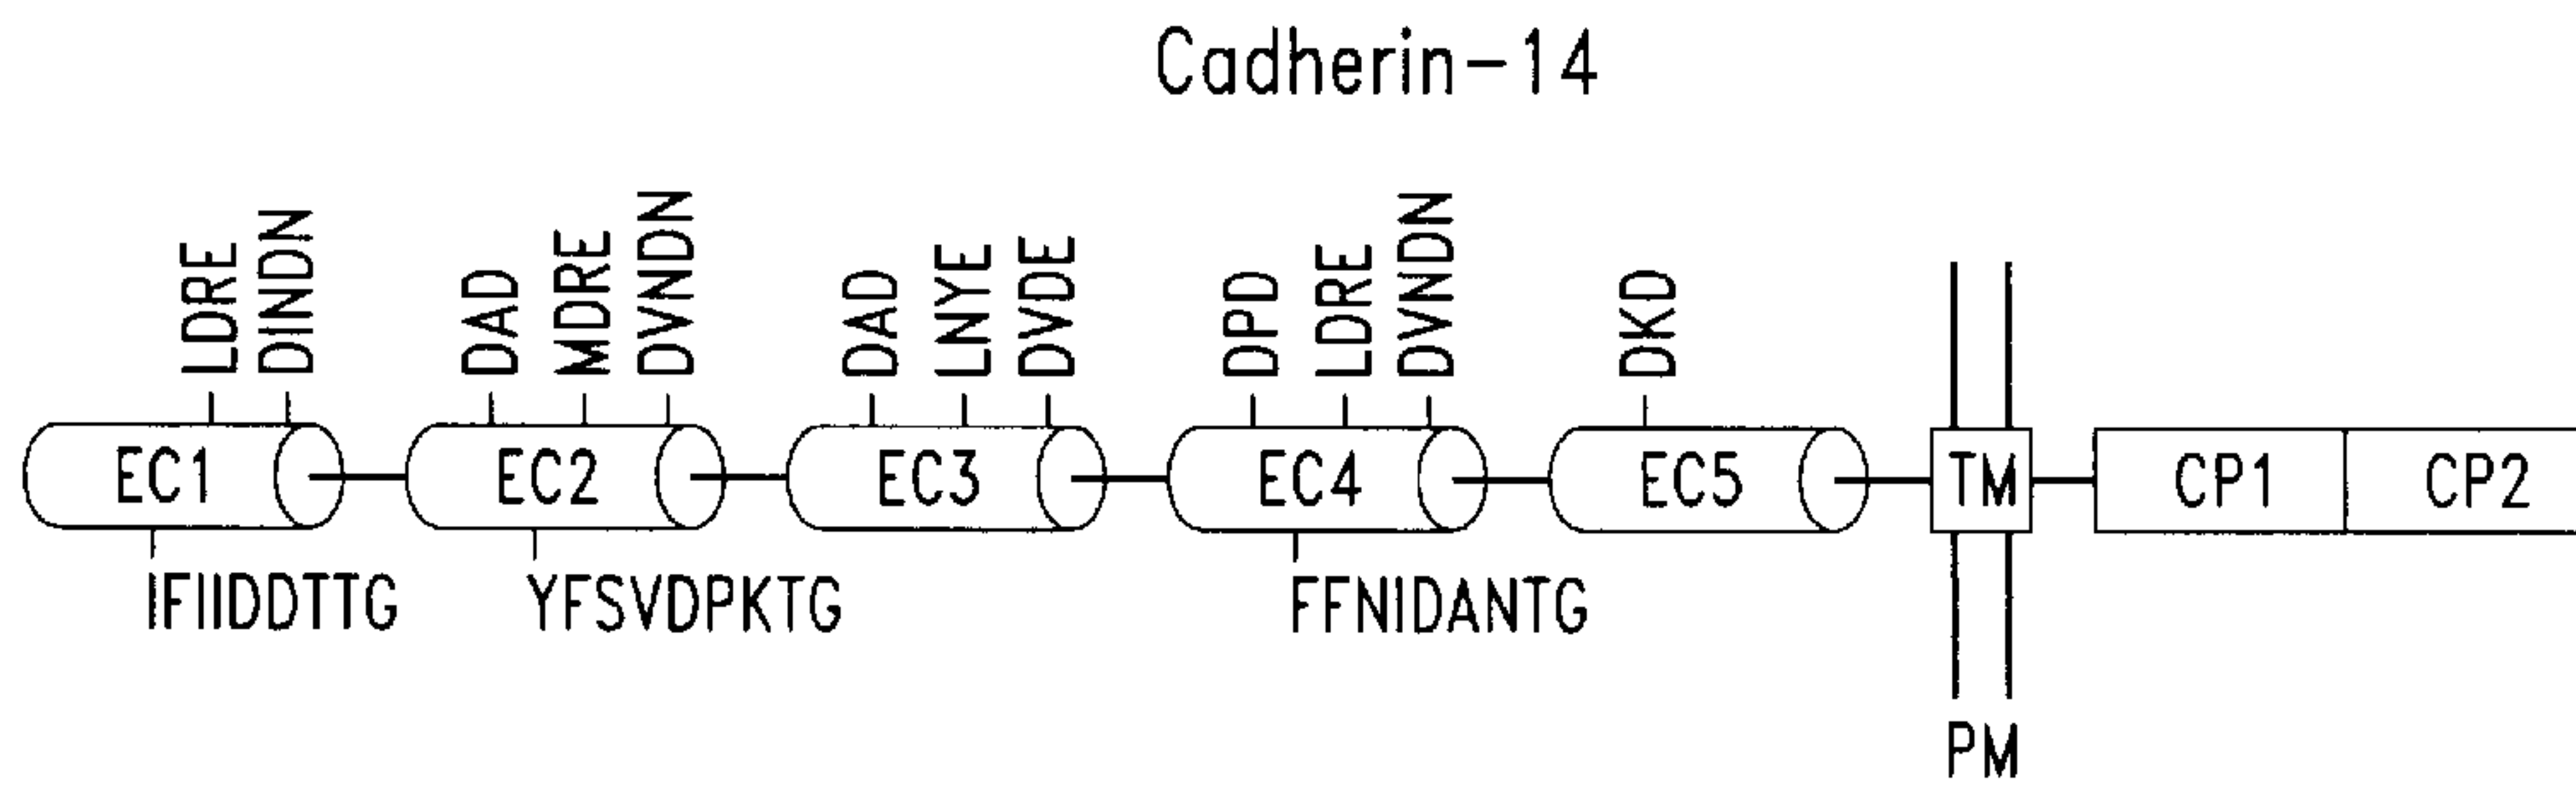 Cadherin-14
LDRE DINDN DAD MDRE DVNDN DAD LNYE DVDE DPD LDRE DVNDN DKD
EC1 EC2 EC3 EC4 EC5 TM CP1 CP2
IFIIDDTTG YFSVDPKTG FFNIDANTG
PM